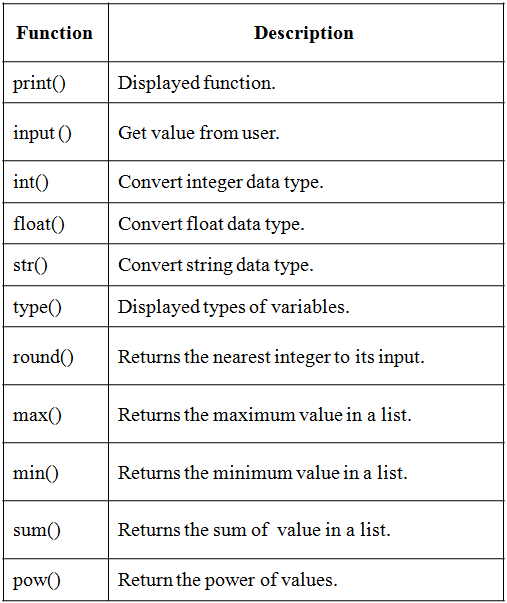 Function Description
print() Displayed function.
input () Get value from user.
int() Convert integer data type.
float() Convert float data type.
str() Convert string data type.
type() Displayed types of variables.
round() Returns the nearest integer to its input.
max() Returns the maximum value in a list.
min() Returns the minimum value in a list.
sum() Returns the sum of  value in a list.
pow() Return the power of values.